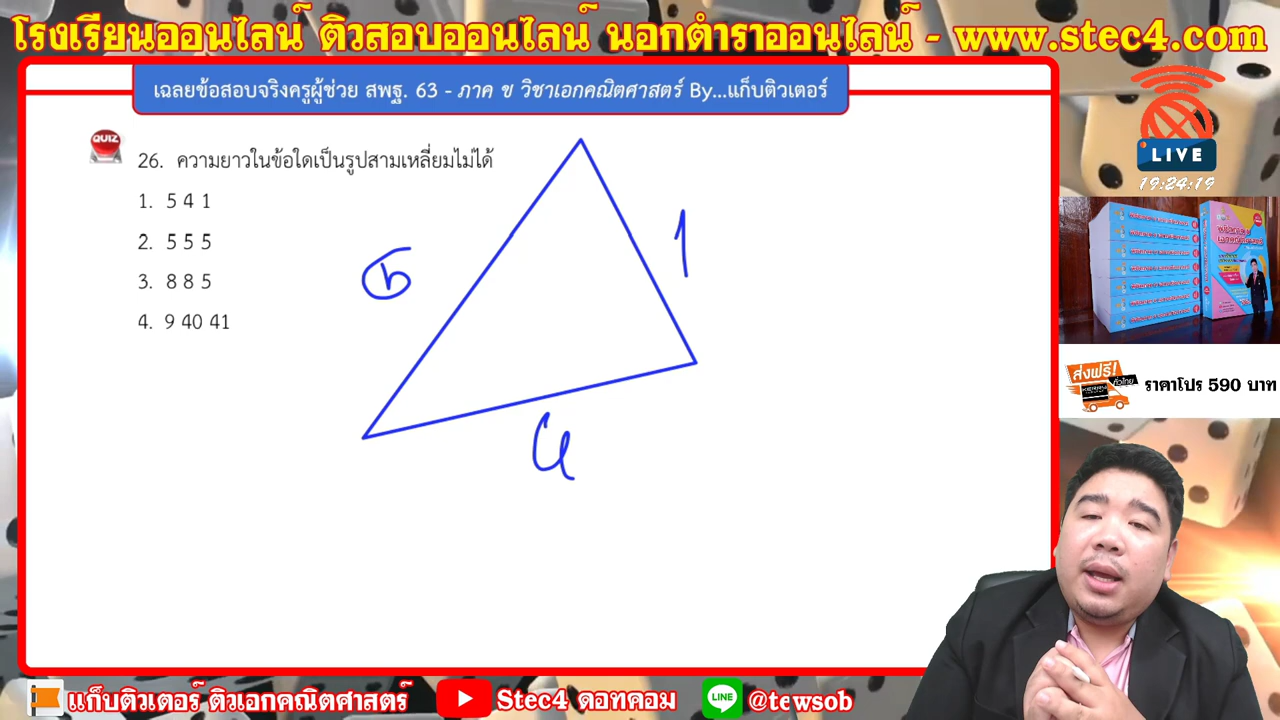 โรงเรียนออนไลน์ ติวสอบออนไลน์ นอกตำราออนไลน์ - www.stec4.com
เฉลยข้อสอบจริงครูผู้ช่วย สพฐ. 63 - ภาค ข วิชาเอกคณิตศาสตร์ By...แก็บติวเตอร์
QUIZ
26. ความยาวในข้อใดเป็นรูปสามเหลี่ยมไม่ได้
1. 5 4 1
2. 5 5 5
3. 8 8 5
4. 9 40 41
1
4
LIVE
19:24:19
ส่งฟรี!
ทั่วไทย
ราคาโปร 590 บาท
แก็บติวเตอร์ ติวเอกคณิตศาสตร์
Stec4 ดอทคอม
LINE
@tewsob